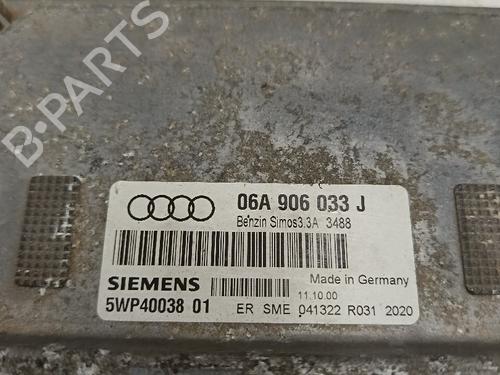 B-PARTS
06A 906 033 J
Benzin Simos3.3A 3488
SIEMENS
Made in Germany
11.10.00
5WP40038 01
ER SME 041322 R031 2020